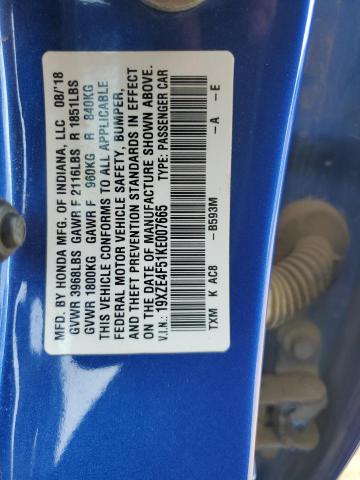 MFD. BY HONDA MFG. OF INDIANA, LLC 08/'18
GVWR 3968LBS GAWR F 2116LBS R 1851LBS
GVWR 1800KG GAWR F 960KG R 840KG
THIS VEHICLE CONFORMS TO ALL APPLICABLE
FEDERAL MOTOR VEHICLE SAFETY, BUMPER,
AND THEFT PREVENTION STANDARDS IN EFFECT
ON THE DATE OF MANUFACTURE SHOWN ABOVE.
V.I.N.: 19XZE4F51KE007665 TYPE: PASSENGER CAR
TXM K AC8 -B593M -A -E